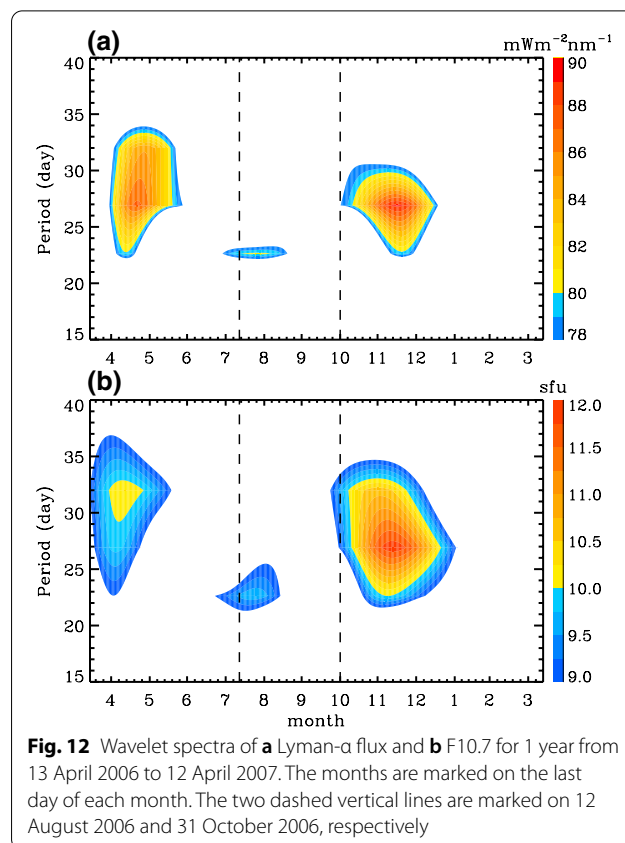 (a)
mWm⁻²nm⁻¹
40
35
30
25
20
15
Period (day)
4 5 6 7 8 9 10 11 12 1 2 3
90
88
86
84
82
80
78
(b)
sfu
40
35
30
25
20
15
Period (day)
4 5 6 7 8 9 10 11 12 1 2 3
month
12.0
11.5
11.0
10.5
10.0
9.5
9.0
Fig. 12 Wavelet spectra of a Lyman-α flux and b F10.7 for 1 year from
13 April 2006 to 12 April 2007. The months are marked on the last
day of each month. The two dashed vertical lines are marked on 12
August 2006 and 31 October 2006, respectively